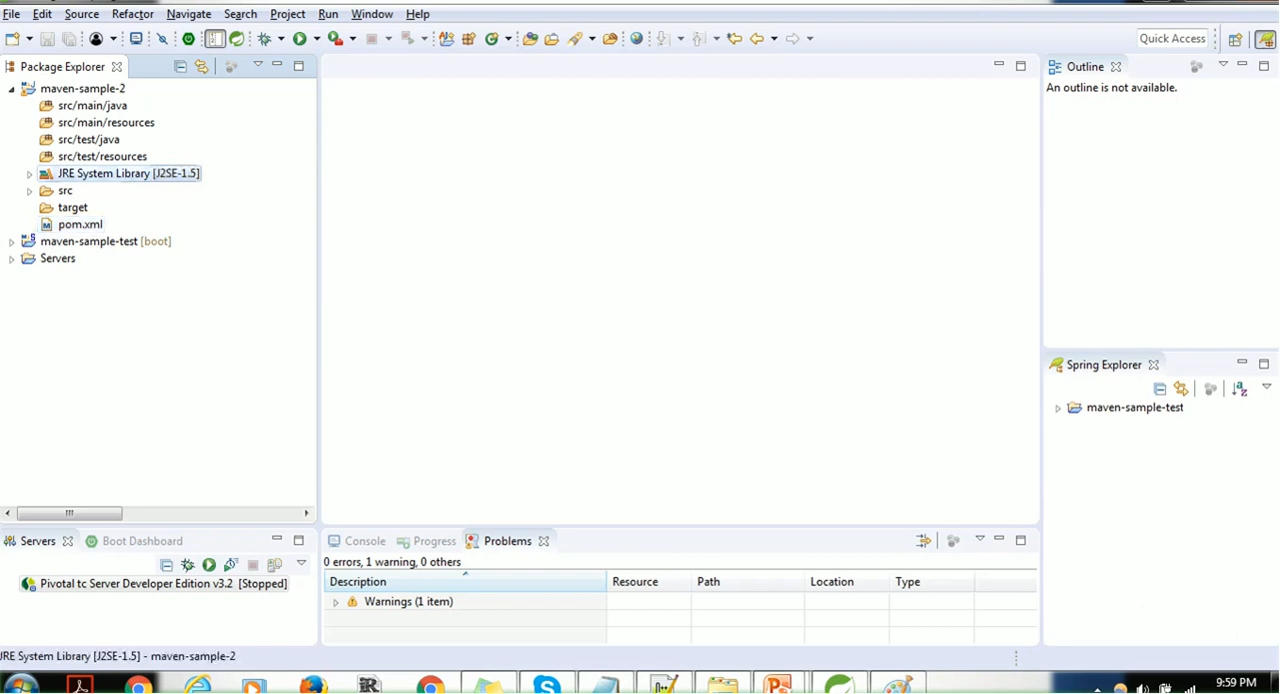 File Edit Source Refactor Navigate Search Project Run Window Help
Quick Access
Package Explorer
maven-sample-2
src/main/java
src/main/resources
src/test/java
src/test/resources
JRE System Library [J2SE-1.5]
src
target
pom.xml
maven-sample-test [boot]
Servers
Outline
An outline is not available.
Spring Explorer
maven-sample-test
Servers Boot Dashboard
Pivotal tc Server Developer Edition v3.2 [Stopped]
Console Progress Problems
0 errors, 1 warning, 0 others
Description Resource Path Location Type
Warnings (1 item)
JRE System Library [J2SE-1.5] - maven-sample-2
9:59 PM